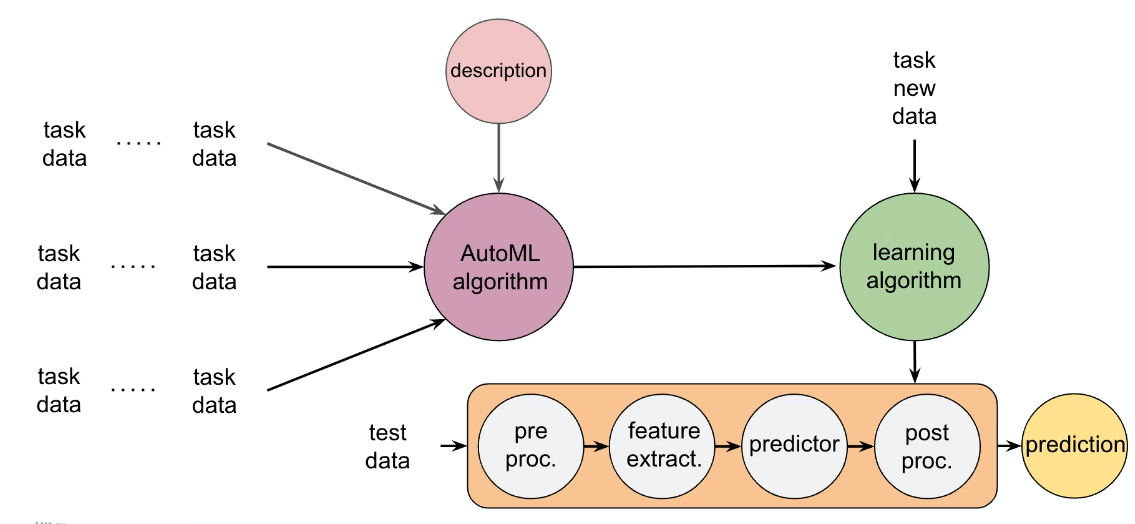 description
task
new
data
task
data
.....
task
data
AutoML
algorithm
learning
algorithm
task
data
.....
task
data
task
data
.....
task
data
test
data
pre
proc.
feature
extract.
predictor
post
proc.
prediction